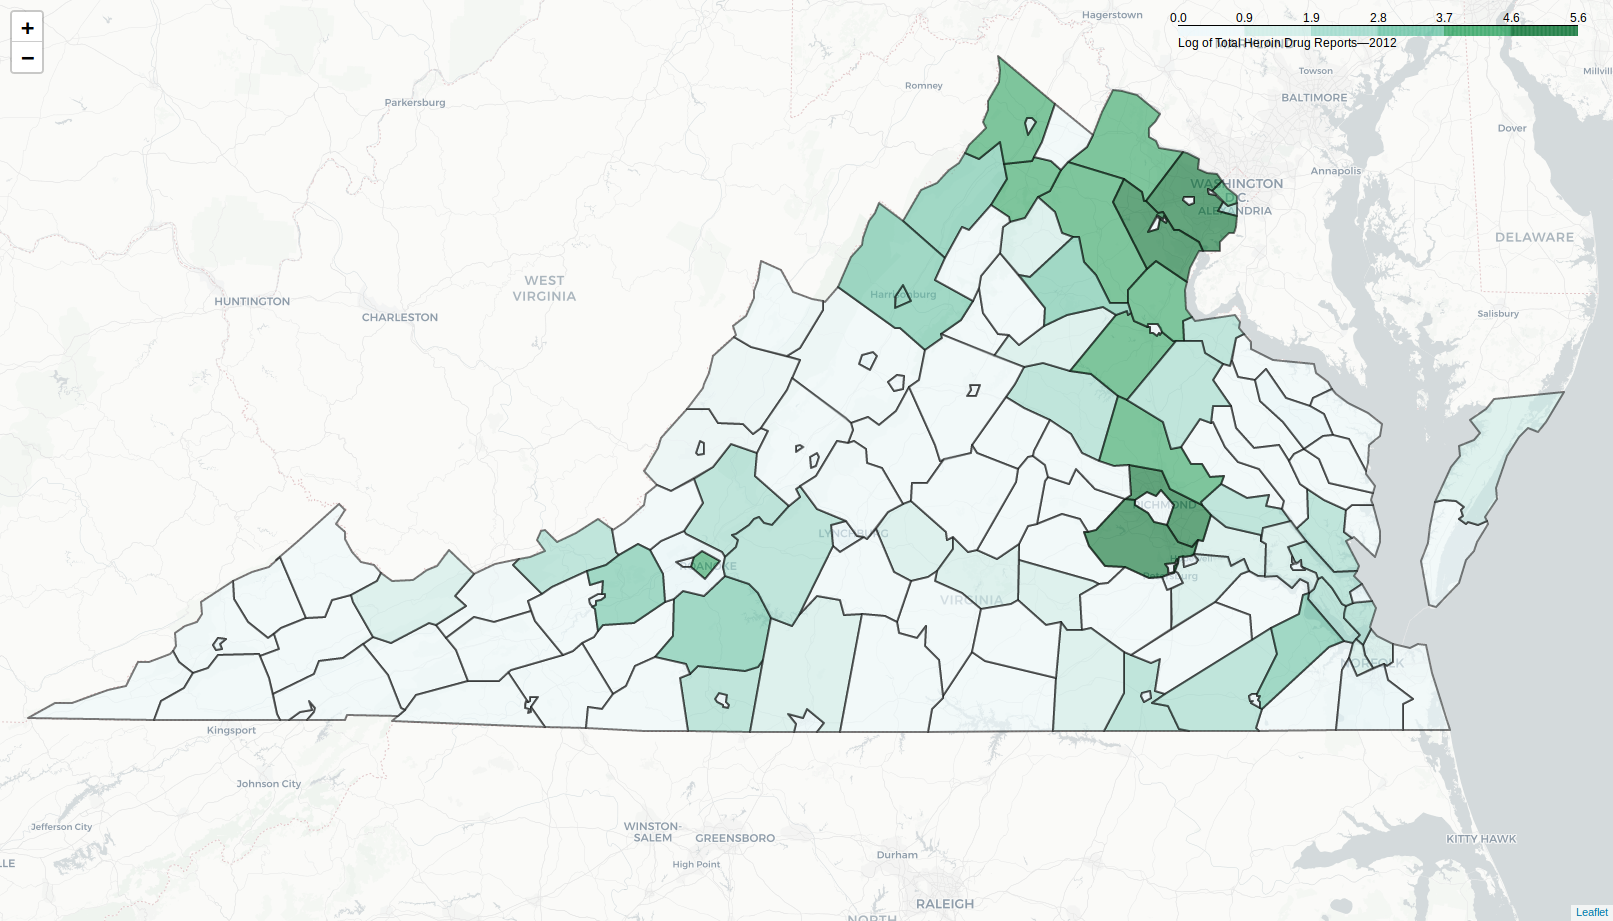 +
−
0.0 0.9 1.9 2.8 3.7 4.6 5.6
Log of Total Heroin Drug Reports—2012
Hagerstown
Towson
Millvill
Romney
BALTIMORE
Parkersburg
Dover
Annapolis
WASHINGTON
D.C.
ALEXANDRIA
DELAWARE
WEST
VIRGINIA
Harrisonburg
HUNTINGTON
CHARLESTON
Salisbury
RICHMOND
LYNCHBURG
ROANOKE
Petersburg
VIRGINIA
NORFOLK
Kingsport
Johnson City
Jefferson City
WINSTON-
SALEM
GREENSBORO
KITTY HAWK
Durham
LLE
High Point
RALEIGH
NORTH
Leaflet